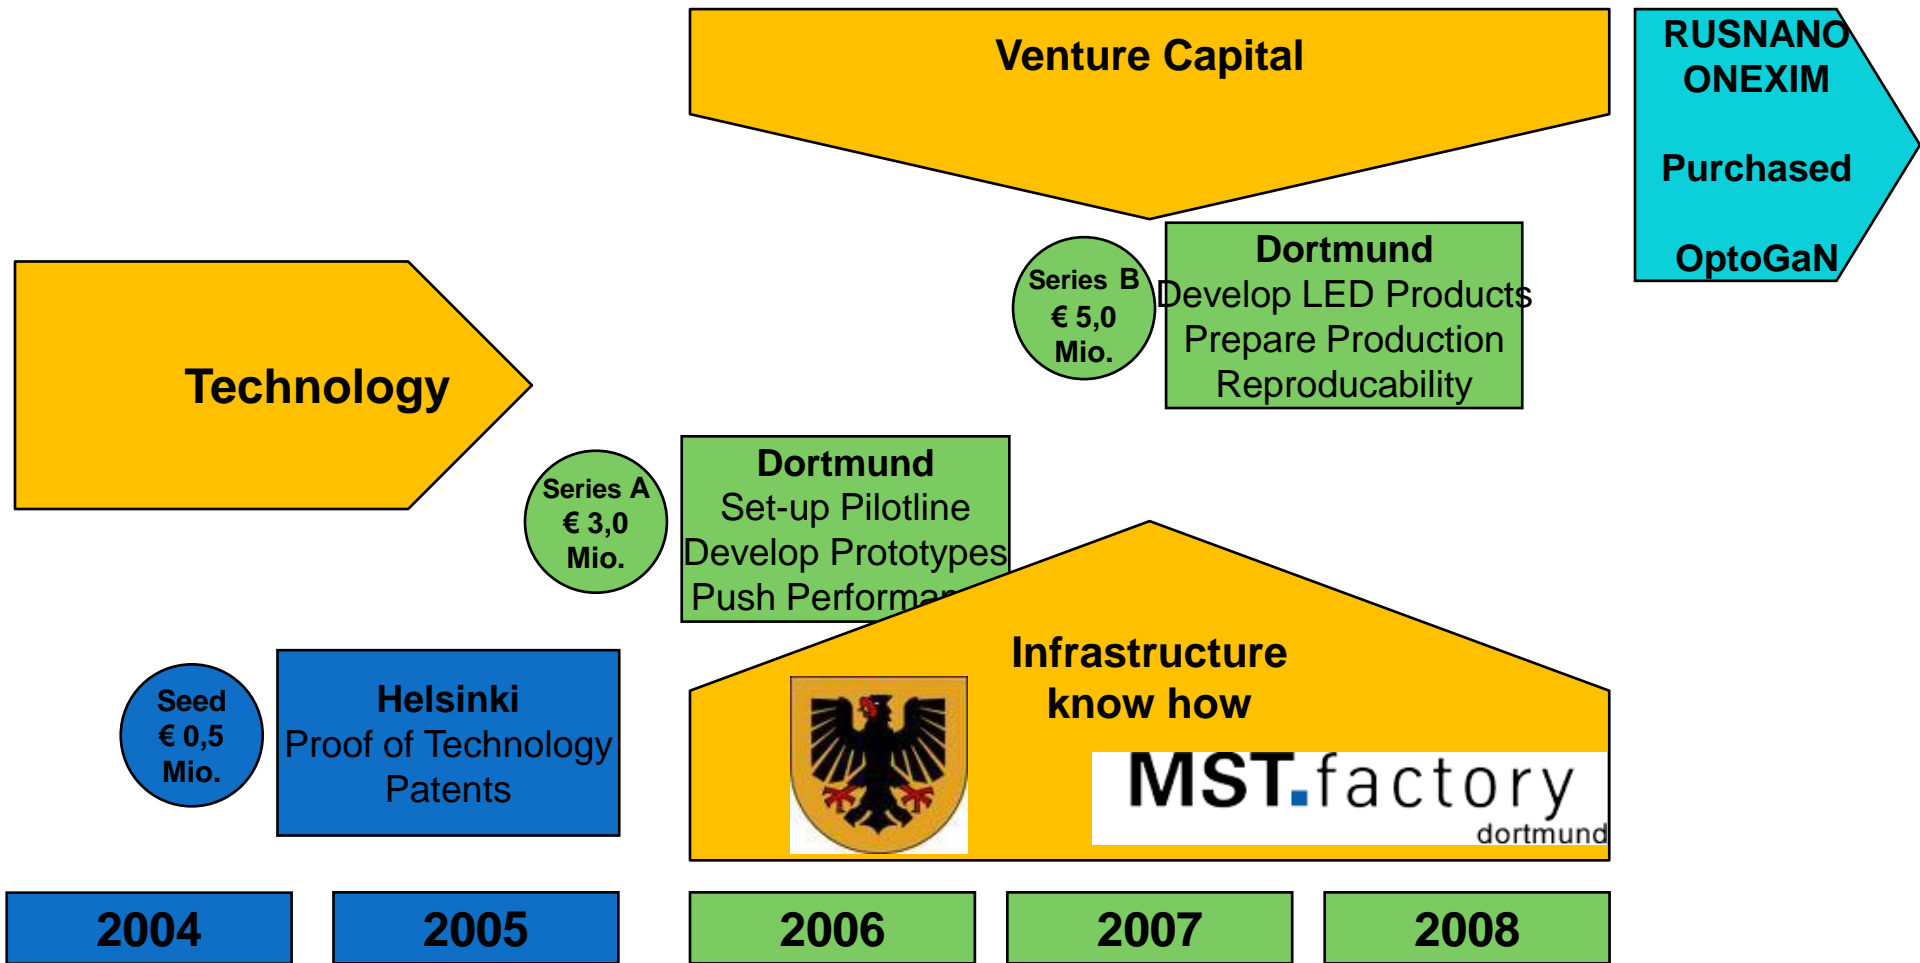 Venture Capital
RUSNANO
ONEXIM
Purchased
OptoGaN
Technology
Series B
€ 5,0
Mio.
Dortmund
Develop LED Products
Prepare Production
Reproducability
Series A
€ 3,0
Mio.
Dortmund
Set-up Pilotline
Develop Prototypes
Push Performan
Seed
€ 0,5
Mio.
Helsinki
Proof of Technology
Patents
Infrastructure
know how
MST.factory
dortmund
2004
2005
2006
2007
2008